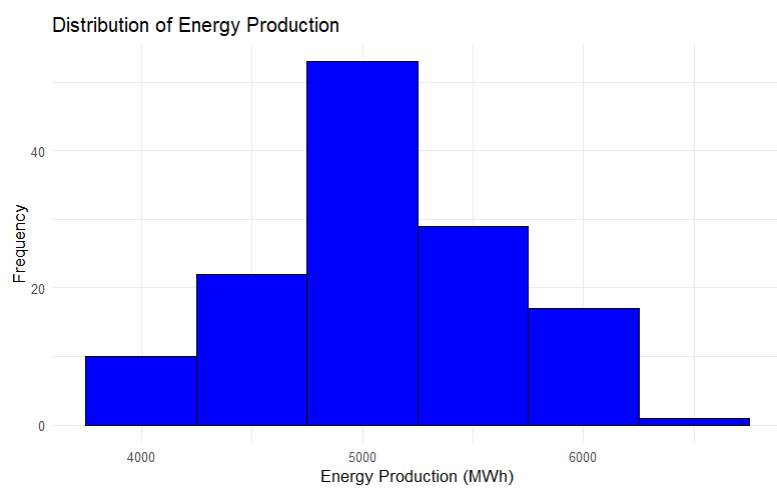 Distribution of Energy Production
40
20
0
Frequency
4000 5000 6000
Energy Production (MWh)